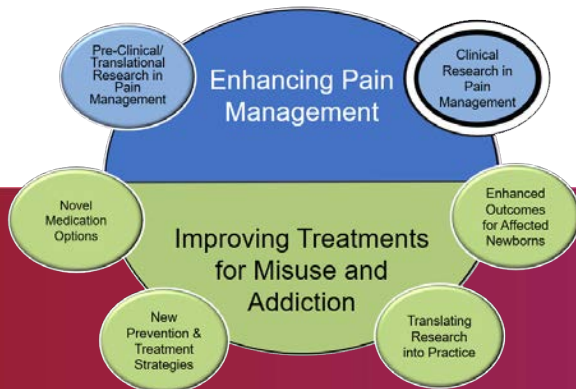 Pre-Clinical/
Translational
Research in
Pain
Management
Enhancing Pain
Management
Clinical
Research in
Pain
Management
Novel
Medication
Options
Improving Treatments
for Misuse and
Addiction
Enhanced
Outcomes
for Affected
Newborns
New
Prevention &
Treatment
Strategies
Translating
Research
into Practice